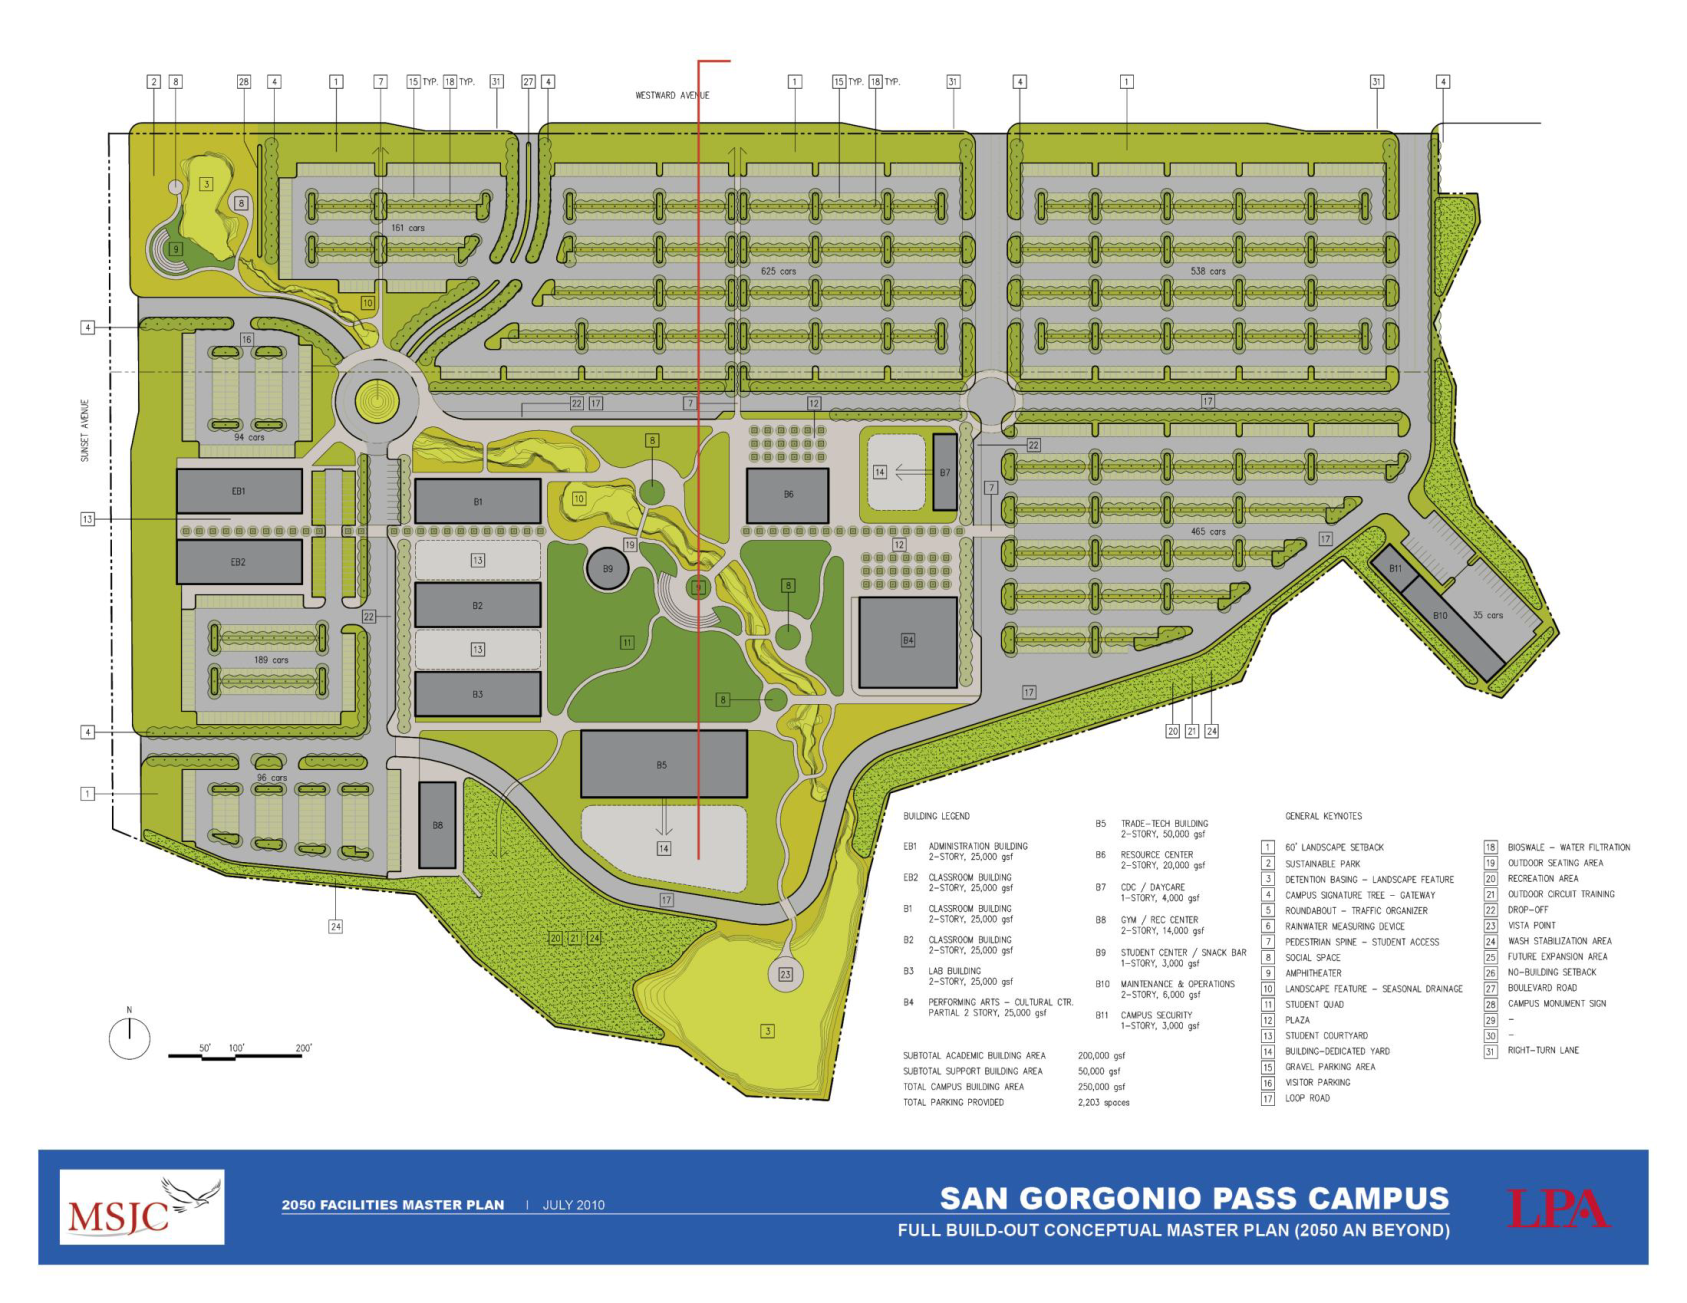 2 8 28 4 1 7 15 TYP. 18 TYP. 31 27 4 1 15 TYP. 18 TYP. 31 4 1 31 4
WESTWARD AVENUE
3
8
9
161 cars
625 cars
538 cars
10
4
16
SUNSET AVENUE
94 cars
22 17 7 12 17
8
22
EB1
B1
10
B6
14
B7
7
13
465 cars
17
19
12
EB2
13
B9
8
B11
B2
22
11
B4
B10
35 cars
13
189 cars
B3
8
17
4
20 21 24
B5
96 cars
1
B8
14
17
24
20 21 24
23
3
N
50' 100' 200'
BUILDING LEGEND
EB1 ADMINISTRATION BUILDING
2-STORY, 25,000 gsf
EB2 CLASSROOM BUILDING
2-STORY, 25,000 gsf
B1 CLASSROOM BUILDING
2-STORY, 25,000 gsf
B2 CLASSROOM BUILDING
2-STORY, 25,000 gsf
B3 LAB BUILDING
2-STORY, 25,000 gsf
B4 PERFORMING ARTS - CULTURAL CTR.
PARTIAL 2 STORY, 25,000 gsf
B5 TRADE-TECH BUILDING
2-STORY, 50,000 gsf
B6 RESOURCE CENTER
2-STORY, 20,000 gsf
B7 CDC / DAYCARE
1-STORY, 4,000 gsf
B8 GYM / REC CENTER
2-STORY, 14,000 gsf
B9 STUDENT CENTER / SNACK BAR
1-STORY, 3,000 gsf
B10 MAINTENANCE & OPERATIONS
2-STORY, 6,000 gsf
B11 CAMPUS SECURITY
1-STORY, 3,000 gsf
SUBTOTAL ACADEMIC BUILDING AREA 200,000 gsf
SUBTOTAL SUPPORT BUILDING AREA 50,000 gsf
TOTAL CAMPUS BUILDING AREA 250,000 gsf
TOTAL PARKING PROVIDED 2,203 spaces
GENERAL KEYNOTES
1 60' LANDSCAPE SETBACK
2 SUSTAINABLE PARK
3 DETENTION BASING - LANDSCAPE FEATURE
4 CAMPUS SIGNATURE TREE - GATEWAY
5 ROUNDABOUT - TRAFFIC ORGANIZER
6 RAINWATER MEASURING DEVICE
7 PEDESTRIAN SPINE - STUDENT ACCESS
8 SOCIAL SPACE
9 AMPHITHEATER
10 LANDSCAPE FEATURE - SEASONAL DRAINAGE
11 STUDENT QUAD
12 PLAZA
13 STUDENT COURTYARD
14 BUILDING-DEDICATED YARD
15 GRAVEL PARKING AREA
16 VISITOR PARKING
17 LOOP ROAD
18 BIOSWALE - WATER FILTRATION
19 OUTDOOR SEATING AREA
20 RECREATION AREA
21 OUTDOOR CIRCUIT TRAINING
22 DROP-OFF
23 VISTA POINT
24 WASH STABILIZATION AREA
25 FUTURE EXPANSION AREA
26 NO-BUILDING SETBACK
27 BOULEVARD ROAD
28 CAMPUS MONUMENT SIGN
29 -
30 -
31 RIGHT-TURN LANE
MSJC
2050 FACILITIES MASTER PLAN | JULY 2010
SAN GORGONIO PASS CAMPUS
FULL BUILD-OUT CONCEPTUAL MASTER PLAN (2050 AN BEYOND)
LPA